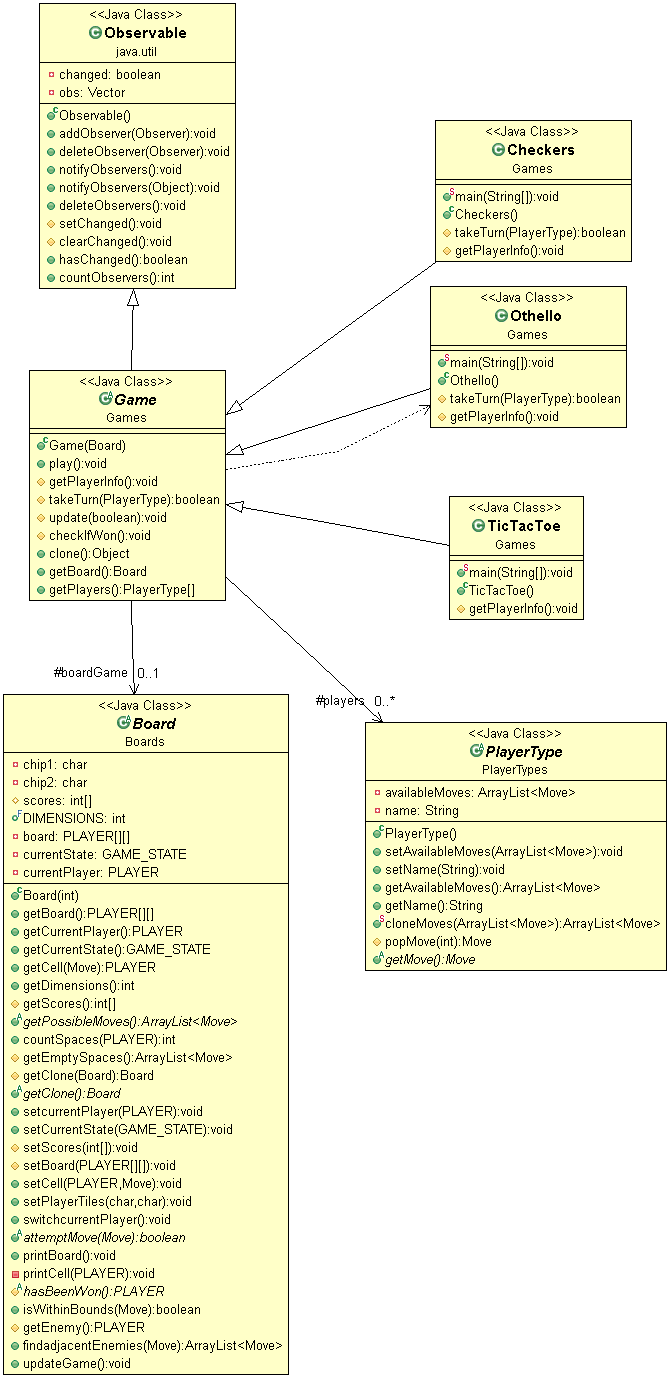 <<Java Class>>
Observable
java.util
changed: boolean
obs: Vector
Observable()
addObserver(Observer):void
deleteObserver(Observer):void
notifyObservers():void
notifyObservers(Object):void
deleteObservers():void
setChanged():void
clearChanged():void
hasChanged():boolean
countObservers():int
<<Java Class>>
Checkers
Games
main(String[]):void
Checkers()
takeTurn(PlayerType):boolean
getPlayerInfo():void
<<Java Class>>
Othello
Games
main(String[]):void
Othello()
takeTurn(PlayerType):boolean
getPlayerInfo():void
<<Java Class>>
Game
Games
Game(Board)
play():void
getPlayerInfo():void
takeTurn(PlayerType):boolean
update(boolean):void
checkIfWon():void
clone():Object
getBoard():Board
getPlayers():PlayerType[]
<<Java Class>>
TicTacToe
Games
main(String[]):void
TicTacToe()
getPlayerInfo():void
#boardGame 0..1
#players 0..*
<<Java Class>>
Board
Boards
chip1: char
chip2: char
scores: int[]
DIMENSIONS: int
board: PLAYER[][]
currentState: GAME_STATE
currentPlayer: PLAYER
Board(int)
getBoard():PLAYER[][]
getCurrentPlayer():PLAYER
getCurrentState():GAME_STATE
getCell(Move):PLAYER
getDimensions():int
getScores():int[]
getPossibleMoves():ArrayList<Move>
countSpaces(PLAYER):int
getEmptySpaces():ArrayList<Move>
getClone(Board):Board
getClone():Board
setcurrentPlayer(PLAYER):void
setCurrentState(GAME_STATE):void
setScores(int[]):void
setBoard(PLAYER[][]):void
setCell(PLAYER,Move):void
setPlayerTiles(char,char):void
switchcurrentPlayer():void
attemptMove(Move):boolean
printBoard():void
printCell(PLAYER):void
hasBeenWon():PLAYER
isWithinBounds(Move):boolean
getEnemy():PLAYER
findadjacentEnemies(Move):ArrayList<Move>
updateGame():void
<<Java Class>>
PlayerType
PlayerTypes
availableMoves: ArrayList<Move>
name: String
PlayerType()
setAvailableMoves(ArrayList<Move>):void
setName(String):void
getAvailableMoves():ArrayList<Move>
getName():String
cloneMoves(ArrayList<Move>):ArrayList<Move>
popMove(int):Move
getMove():Move